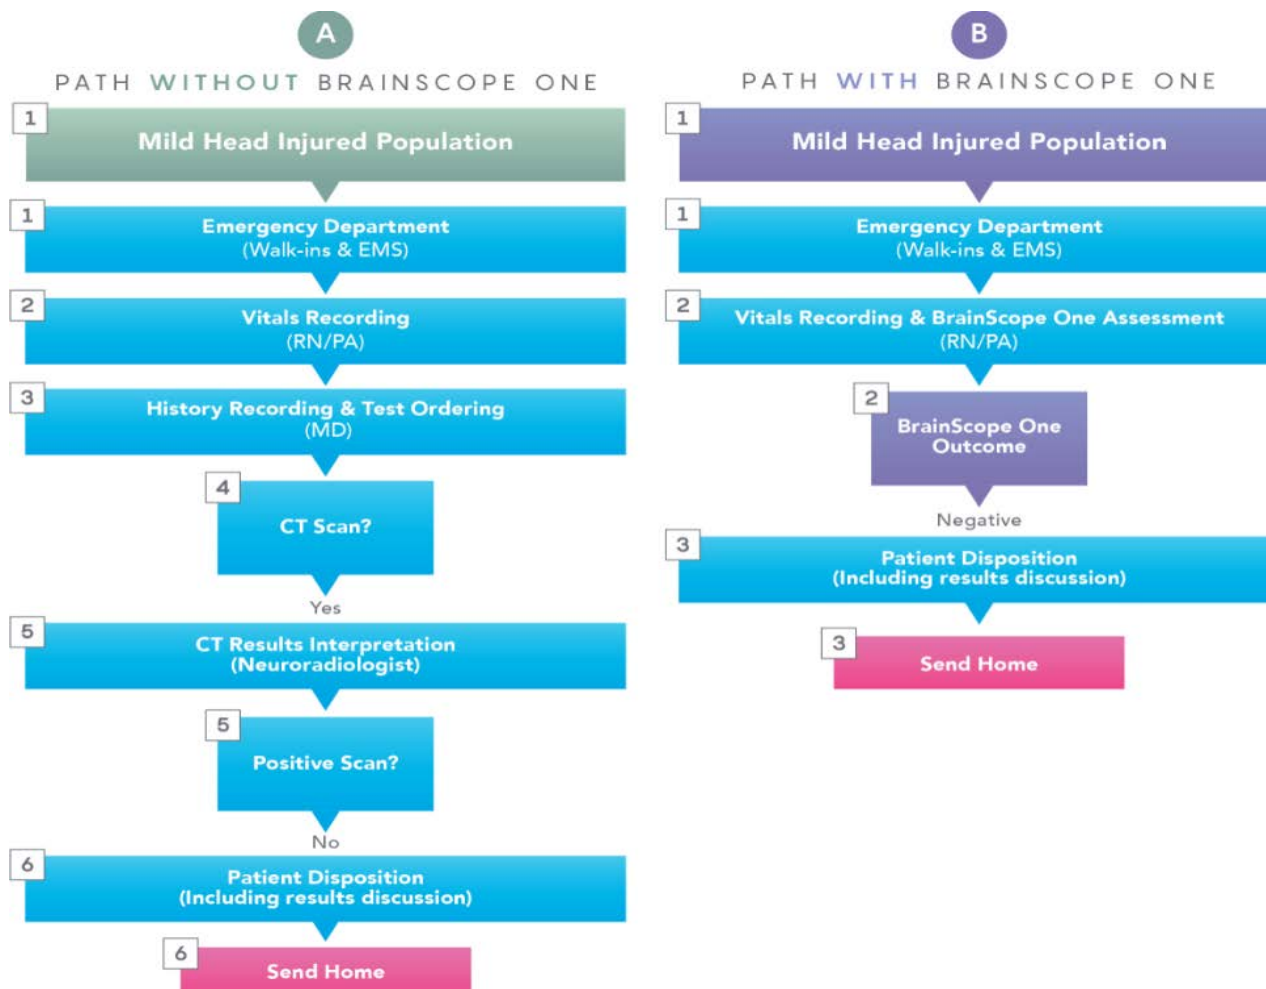 A
PATH WITHOUT BRAINSCOPE ONE
1
Mild Head Injured Population
1
Emergency Department
(Walk-ins & EMS)
2
Vitals Recording
(RN/PA)
3
History Recording & Test Ordering
(MD)
4
CT Scan?
Yes
5
CT Results Interpretation
(Neuroradiologist)
5
Positive Scan?
No
6
Patient Disposition
(Including results discussion)
6
Send Home
B
PATH WITH BRAINSCOPE ONE
1
Mild Head Injured Population
1
Emergency Department
(Walk-ins & EMS)
2
Vitals Recording & BrainScope One Assessment
(RN/PA)
2
BrainScope One
Outcome
Negative
3
Patient Disposition
(Including results discussion)
3
Send Home